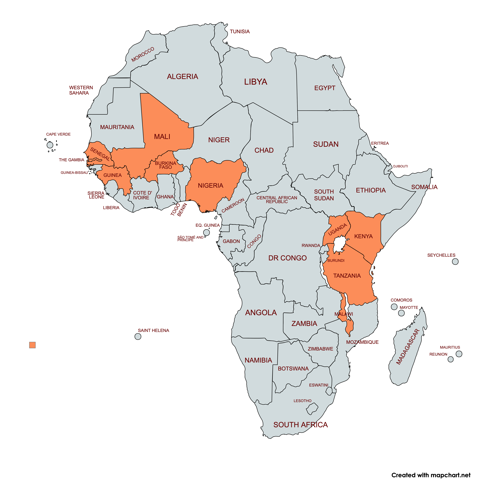 TUNISIA
MOROCCO
ALGERIA
LIBYA
EGYPT
WESTERN
SAHARA
MAURITANIA
MALI
NIGER
CHAD
SUDAN
ERITREA
CAPE VERDE
SENEGAL
THE GAMBIA
GUINEA-BISSAU
GUINEA
BURKINA
FASO
DJIBOUTI
SIERRA
LEONE
LIBERIA
COTE D'
IVOIRE
GHANA
TOGO
BENIN
NIGERIA
CAMEROON
CENTRAL AFRICAN
REPUBLIC
SOUTH
SUDAN
ETHIOPIA
SOMALIA
EQ. GUINEA
SÃO TOMÉ AND
PRINCIPE
GABON
CONGO
DR CONGO
UGANDA
KENYA
RWANDA
BURUNDI
TANZANIA
SEYCHELLES
COMOROS
MAYOTTE
ANGOLA
ZAMBIA
MALAWI
MOZAMBIQUE
SAINT HELENA
ZIMBABWE
MADAGASCAR
MAURITIUS
REUNION
NAMIBIA
BOTSWANA
ESWATINI
LESOTHO
SOUTH AFRICA
Created with mapchart.net